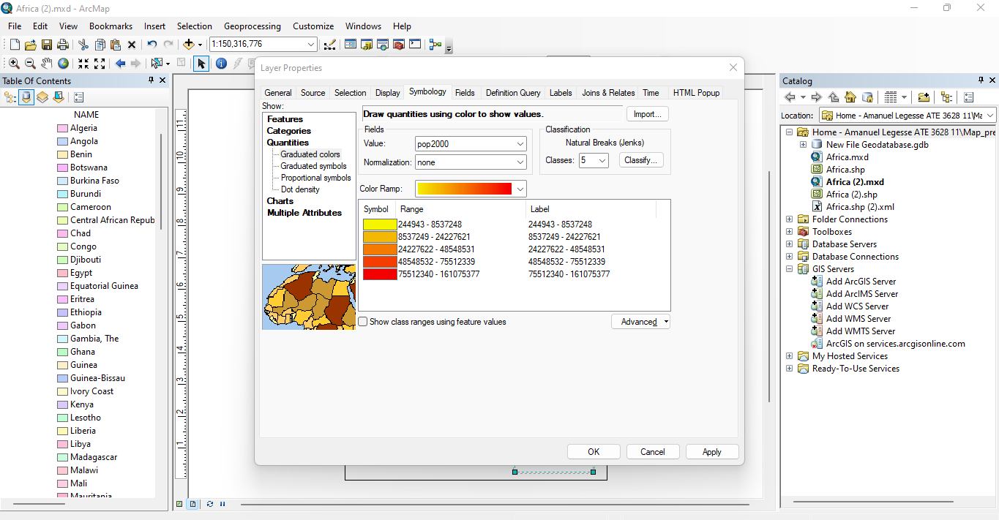 Africa (2).mxd - ArcMap
File Edit View Bookmarks Insert Selection Geoprocessing Customize Windows Help
1:150,316,776
Table Of Contents
NAME
Algeria
Angola
Benin
Botswana
Burkina Faso
Burundi
Cameroon
Central African Repub
Chad
Congo
Djibouti
Egypt
Equatorial Guinea
Eritrea
Ethiopia
Gabon
Gambia, The
Ghana
Guinea
Guinea-Bissau
Ivory Coast
Kenya
Lesotho
Liberia
Libya
Madagascar
Malawi
Mali
Mauritania
11
10
9
8
7
6
5
4
3
2
1
Layer Properties
General Source Selection Display Symbology Fields Definition Query Labels Joins & Relates Time HTML Popup
Show:
Features
Categories
Quantities
Graduated colors
Graduated symbols
Proportional symbols
Dot density
Charts
Multiple Attributes
Draw quantities using color to show values.
Import...
Fields
Value: pop2000
Normalization: none
Classification
Natural Breaks (Jenks)
Classes: 5 Classify...
Color Ramp:
Symbol Range Label
244943 - 8537248 244943 - 8537248
8537249 - 24227621 8537249 - 24227621
24227622 - 48548531 24227622 - 48548531
48548532 - 75512339 48548532 - 75512339
75512340 - 161075377 75512340 - 161075377
Show class ranges using feature values
Advanced
OK Cancel Apply
Catalog
Location: Home - Amanuel Legesse ATE 3628 11\Ma
Home - Amanuel Legesse ATE 3628 11\Map_pre
New File Geodatabase.gdb
Africa.mxd
Africa.shp
Africa (2).mxd
Africa (2).shp
Africa.shp (2).xml
Folder Connections
Toolboxes
Database Servers
Database Connections
GIS Servers
Add ArcGIS Server
Add ArcIMS Server
Add WCS Server
Add WMS Server
Add WMTS Server
ArcGIS on services.arcgisonline.com
My Hosted Services
Ready-To-Use Services